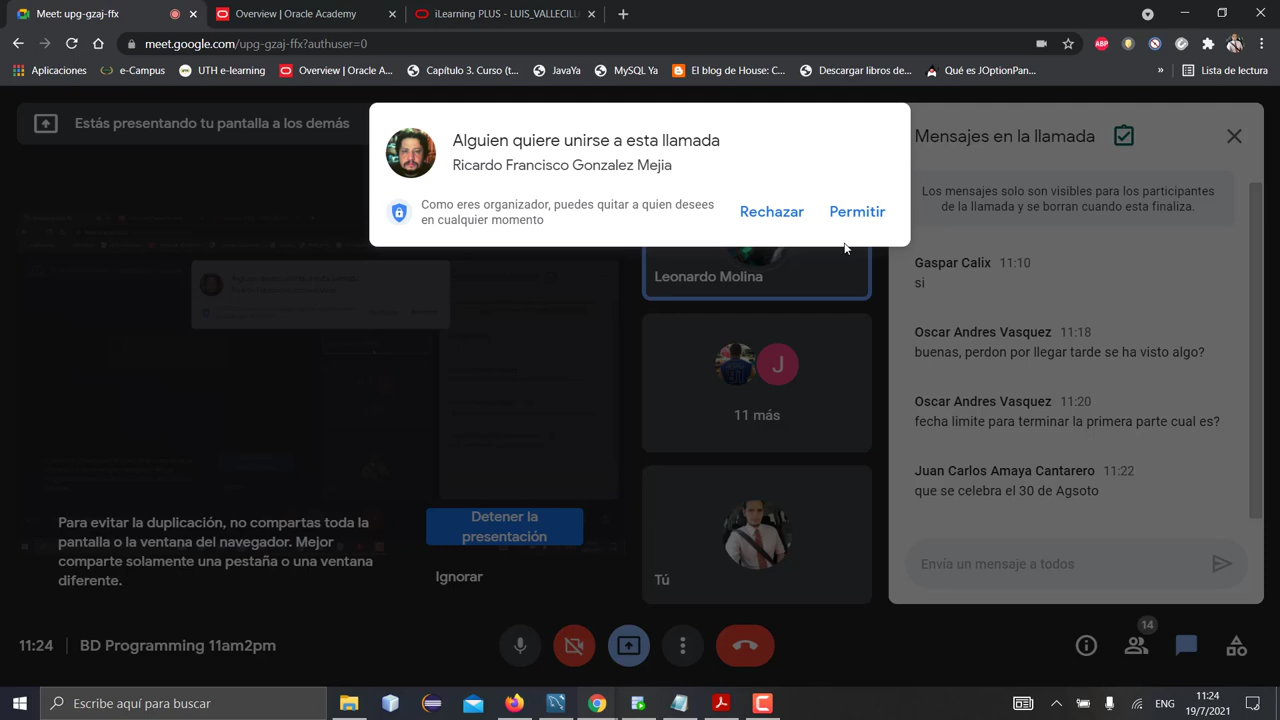 Meet: upg-gzaj-ffx
Overview | Oracle Academy
iLearning PLUS - LUIS_VALLECILL
meet.google.com/upg-gzaj-ffx?authuser=0
ABP
Aplicaciones
e-Campus
UTH e-learning
Overview | Oracle A...
Capítulo 3. Curso (t...
JavaYa
MySQL Ya
El blog de House: C...
Descargar libros de...
Qué es JOptionPan...
»
Lista de lectura
Estás presentando tu pantalla a los demás
Alguien quiere unirse a esta llamada
Ricardo Francisco Gonzalez Mejia
Como eres organizador, puedes quitar a quien desees
en cualquier momento
Rechazar
Permitir
Mensajes en la llamada
Los mensajes solo son visibles para los participantes
de la llamada y se borran cuando esta finaliza.
Gaspar Calix 11:10
si
Oscar Andres Vasquez 11:18
buenas, perdon por llegar tarde se ha visto algo?
Oscar Andres Vasquez 11:20
fecha limite para terminar la primera parte cual es?
Juan Carlos Amaya Cantarero 11:22
que se celebra el 30 de Agsoto
Envía un mensaje a todos
Leonardo Molina
J
11 más
Tú
Para evitar la duplicación, no compartas toda la
pantalla o la ventana del navegador. Mejor
comparte solamente una pestaña o una ventana
diferente.
Detener la
presentación
Ignorar
11:24 | BD Programming 11am2pm
14
Escribe aquí para buscar
ENG
11:24
19/7/2021